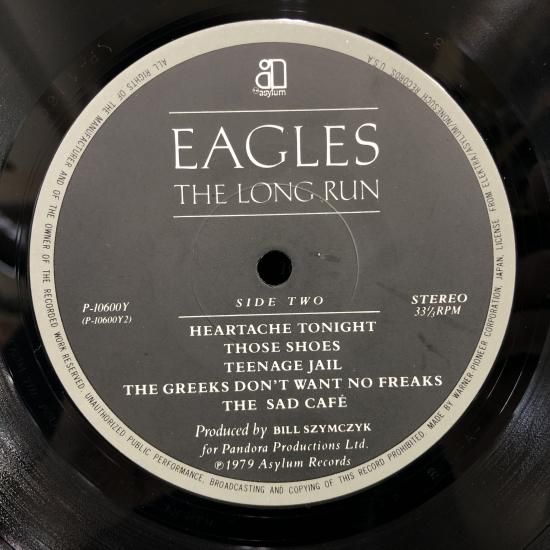 asylum
EAGLES
THE LONG RUN
SIDE TWO
P-10600Y
(P-10600Y2)
STEREO
33⅓RPM
HEARTACHE TONIGHT
THOSE SHOES
TEENAGE JAIL
THE GREEKS DON'T WANT NO FREAKS
THE SAD CAFÉ
Produced by BILL SZYMCZYK
for Pandora Productions Ltd.
℗1979 Asylum Records
ALL RIGHTS OF THE MANUFACTURER AND OF THE OWNER OF THE RECORDED WORK RESERVED. UNAUTHORIZED PUBLIC PERFORMANCE, BROADCASTING AND COPYING OF THIS RECORD PROHIBITED. MADE BY WARNER-PIONEER CORPORATION, JAPAN, LICENSE FROM ELEKTRA/ASYLUM/NONESUCH RECORDS U.S.A.